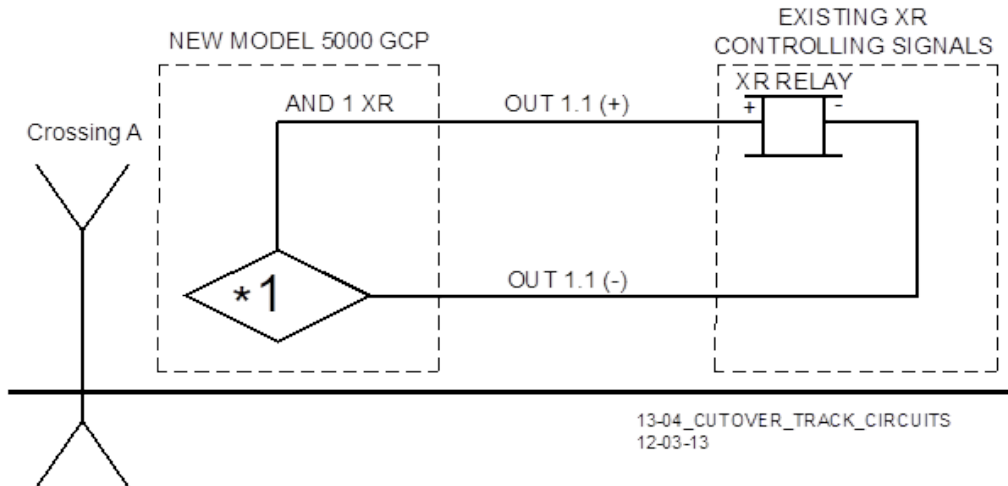 NEW MODEL 5000 GCP
EXISTING XR
CONTROLLING SIGNALS
XR RELAY
+ -
AND 1 XR
OUT 1.1 (+)
Crossing A
*1
OUT 1.1 (-)
13-04_CUTOVER_TRACK_CIRCUITS
12-03-13